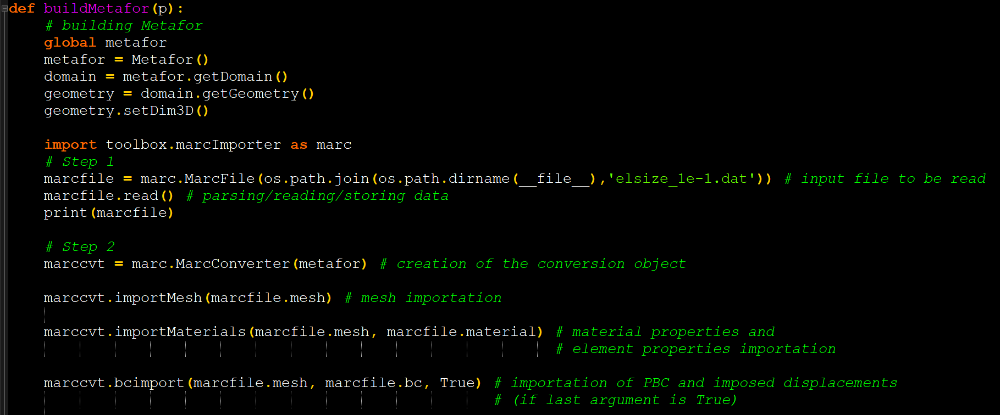 def buildMetafor(p):
    # building Metafor
    global metafor
    metafor = Metafor()
    domain = metafor.getDomain()
    geometry = domain.getGeometry()
    geometry.setDim3D()

    import toolbox.marcImporter as marc
    # Step 1
    marcfile = marc.MarcFile(os.path.join(os.path.dirname(__file__),'elsize_1e-1.dat')) # input file to be read
    marcfile.read() # parsing/reading/storing data
    print(marcfile)

    # Step 2
    marccvt = marc.MarcConverter(metafor) # creation of the conversion object

    marccvt.importMesh(marcfile.mesh) # mesh importation

    marccvt.importMaterials(marcfile.mesh, marcfile.material) # material properties and
                                                              # element properties importation

    marccvt.bcimport(marcfile.mesh, marcfile.bc, True) # importation of PBC and imposed displacements
                                                       # (if last argument is True)